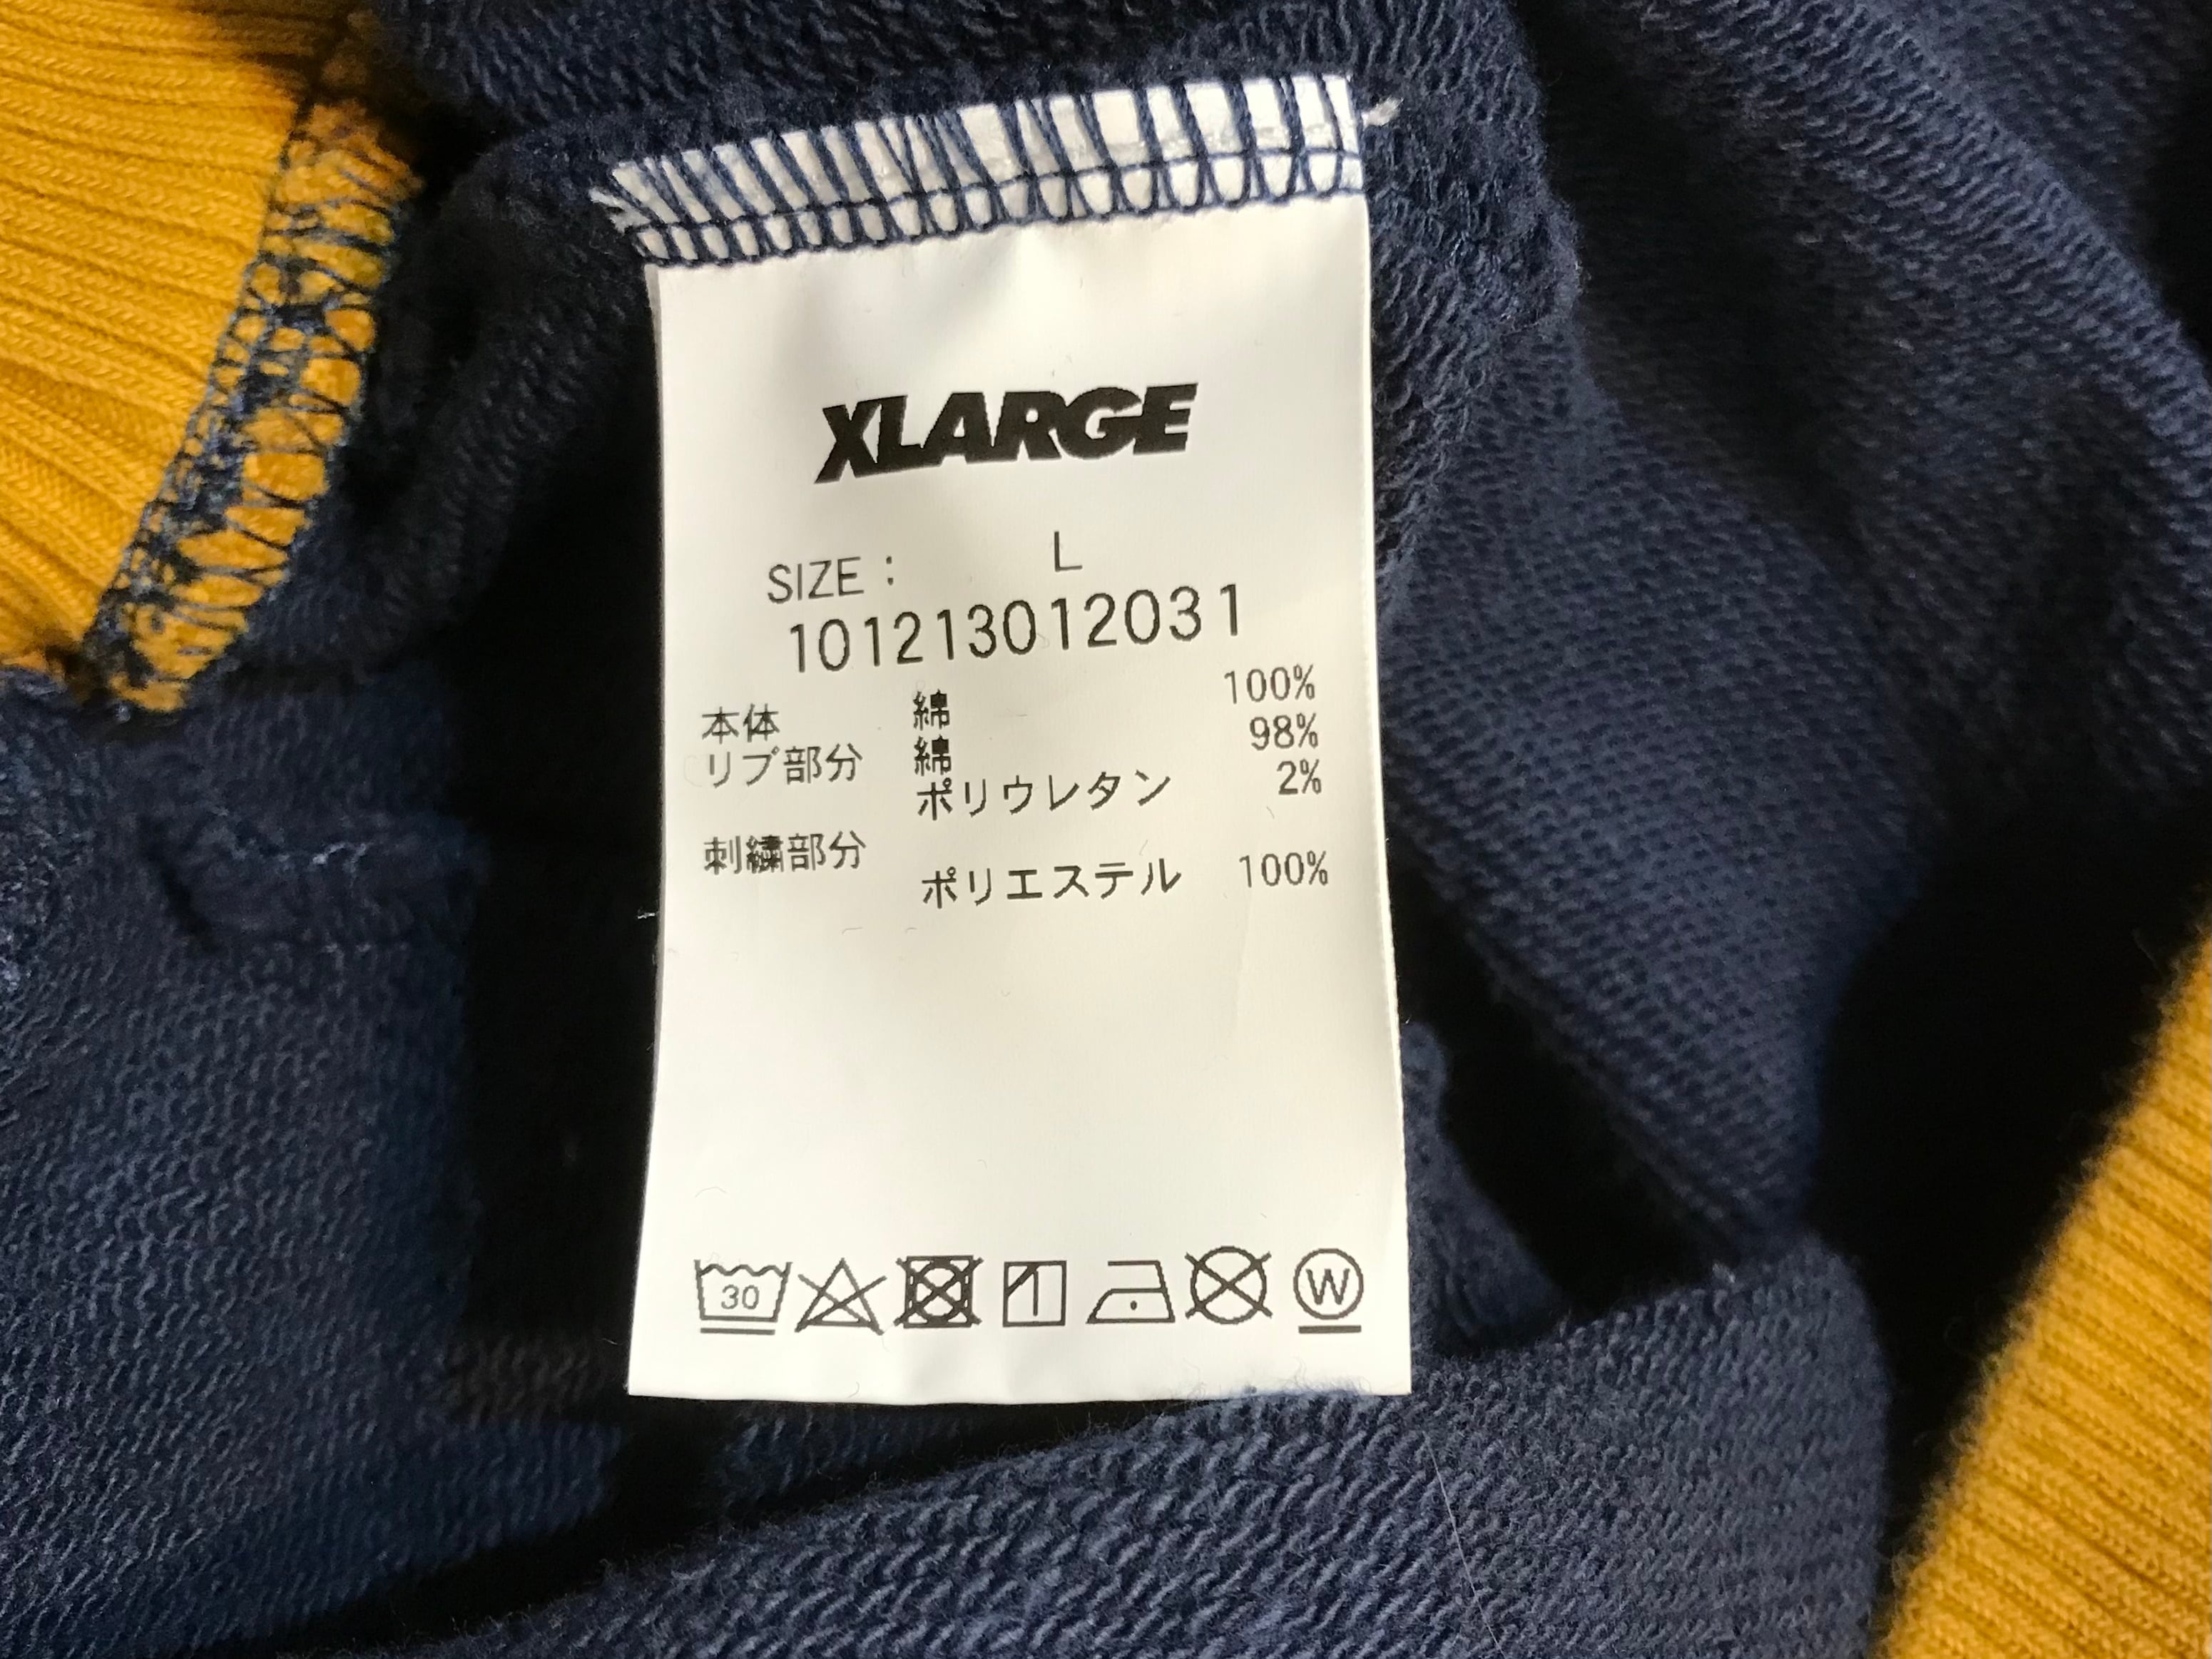 XLARGE
SIZE : L
101213012031
本体 綿 100%
リブ部分 綿 98%
ポリウレタン 2%
刺繍部分
ポリエステル 100%
30 W